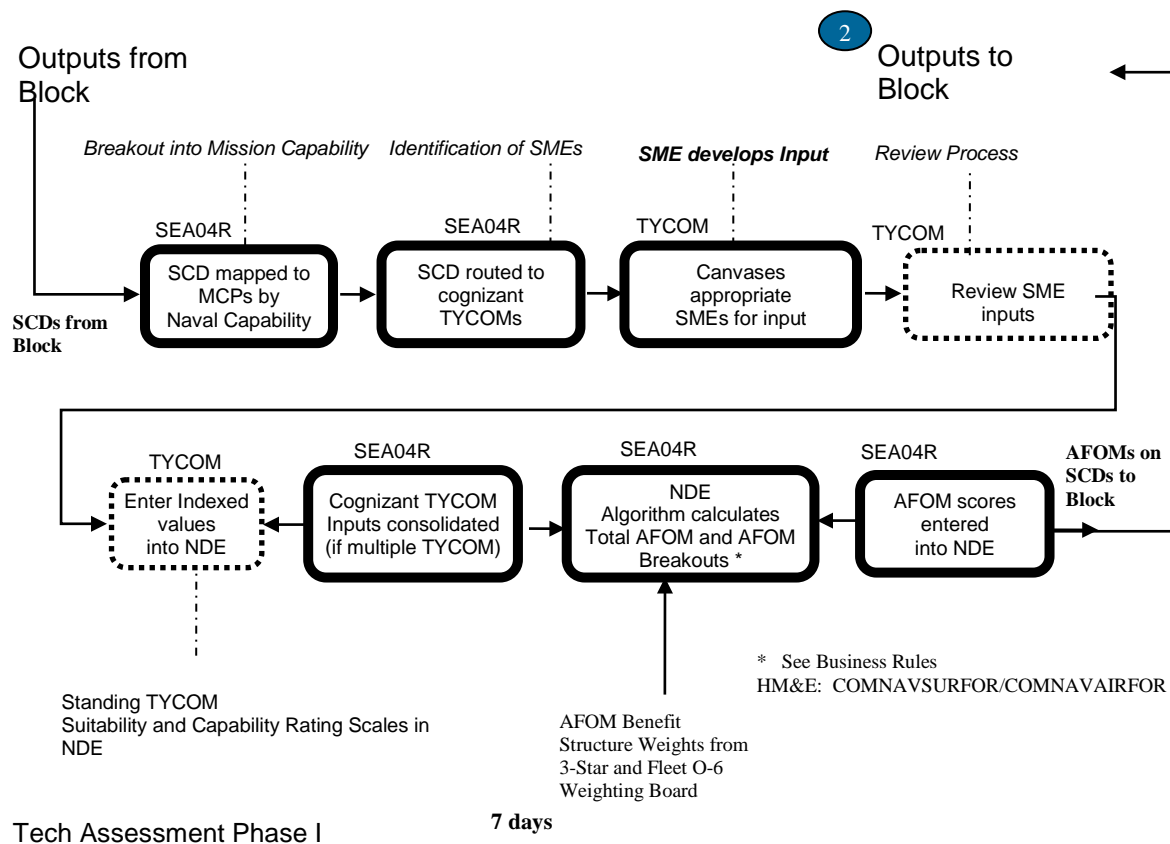 2
Outputs from
Block
Outputs to
Block
Breakout into Mission Capability
Identification of SMEs
SME develops Input
Review Process
SEA04R
SEA04R
TYCOM
TYCOM
SCD mapped to
MCPs by
Naval Capability
SCD routed to
cognizant
TYCOMs
Canvases
appropriate
SMEs for input
Review SME
inputs
SCDs from
Block
TYCOM
SEA04R
SEA04R
SEA04R
AFOMs on
SCDs to
Block
Enter Indexed
values
into NDE
Cognizant TYCOM
Inputs consolidated
(if multiple TYCOM)
NDE
Algorithm calculates
Total AFOM and AFOM
Breakouts *
AFOM scores
entered
into NDE
* See Business Rules
HM&E: COMNAVSURFOR/COMNAVAIRFOR
Standing TYCOM
Suitability and Capability Rating Scales in
NDE
AFOM Benefit
Structure Weights from
3-Star and Fleet O-6
Weighting Board
7 days
Tech Assessment Phase I